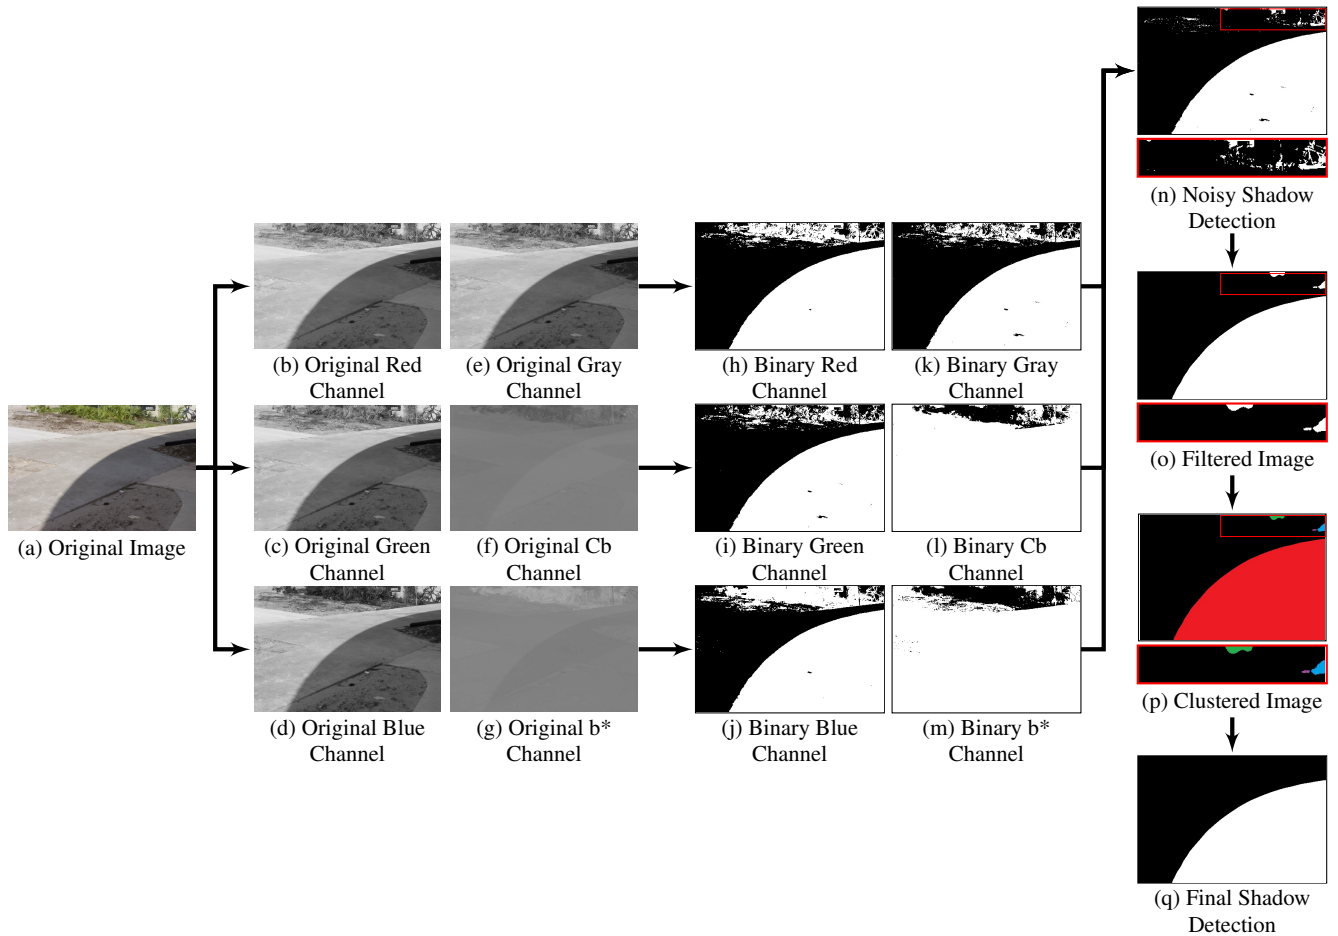 (a) Original Image
(b) Original Red
Channel
(e) Original Gray
Channel
(c) Original Green
Channel
(f) Original Cb
Channel
(d) Original Blue
Channel
(g) Original b*
Channel
(h) Binary Red
Channel
(k) Binary Gray
Channel
(i) Binary Green
Channel
(l) Binary Cb
Channel
(j) Binary Blue
Channel
(m) Binary b*
Channel
(n) Noisy Shadow
Detection
(o) Filtered Image
(p) Clustered Image
(q) Final Shadow
Detection